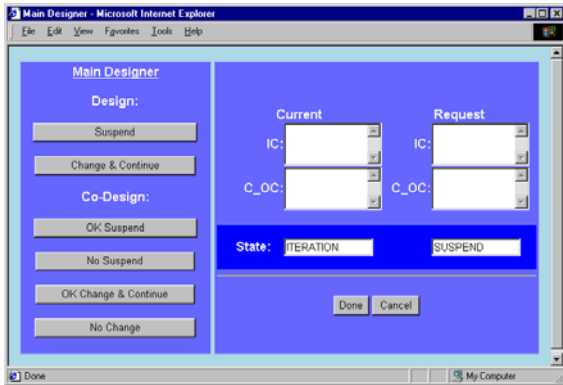 Main Designer - Microsoft Internet Explorer
File Edit View Favorites Tools Help
Main Designer
Design:
Suspend
Change & Continue
Co-Design:
OK Suspend
No Suspend
OK Change & Continue
No Change
Current Request
IC: IC:
C_OC: C_OC:
State: ITERATION SUSPEND
Done Cancel
Done My Computer